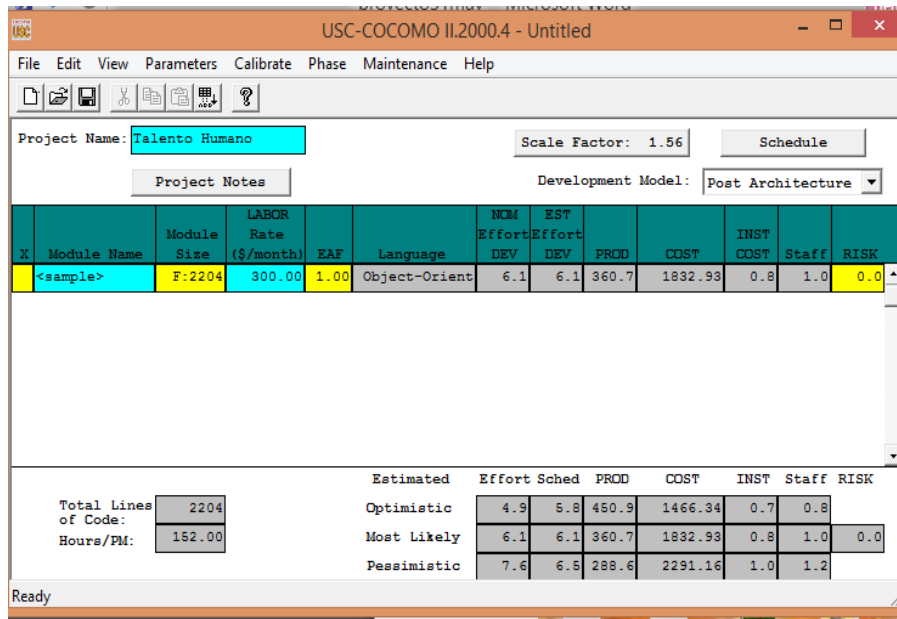 USC-COCOMO II.2000.4 - Untitled
File Edit View Parameters Calibrate Phase Maintenance Help
Project Name: Talento Humano
Scale Factor: 1.56 Schedule
Project Notes
Development Model: Post Architecture
X Module Name Module Size LABOR Rate ($/month) EAF Language NOM Effort DEV EST Effort DEV PROD COST INST COST Staff RISK
<sample> F:2204 300.00 1.00 Object-Orient 6.1 6.1 360.7 1832.93 0.8 1.0 0.0
Estimated Effort Sched PROD COST INST Staff RISK
Total Lines of Code: 2204 Optimistic 4.9 5.8 450.9 1466.34 0.7 0.8
Hours/PM: 152.00 Most Likely 6.1 6.1 360.7 1832.93 0.8 1.0 0.0
Pessimistic 7.6 6.5 288.6 2291.16 1.0 1.2
Ready